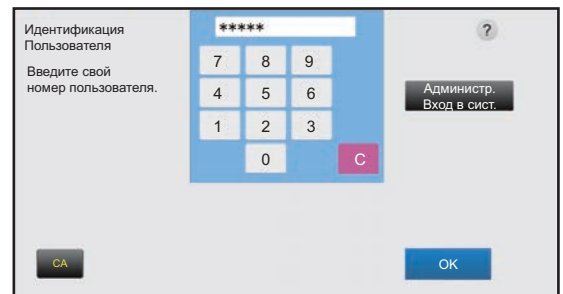 Идентификация
Пользователя
Введите свой
номер пользователя.
*****
?
7 8 9
4 5 6
1 2 3
0 C
Администр.
Вход в сист.
CA
OK